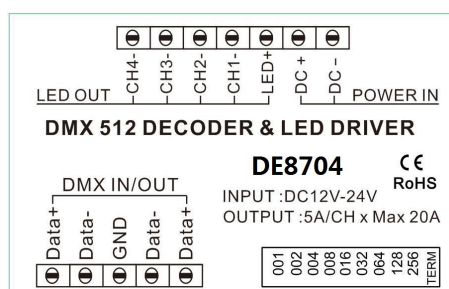 CH4-
CH3-
CH2-
CH1-
LED+
DC +
DC -
LED OUT
POWER IN
DMX 512 DECODER & LED DRIVER
DE8704
CE
RoHS
DMX IN/OUT
INPUT :DC12V-24V
OUTPUT :5A/CH x Max 20A
Data+
Data-
GND
Data-
Data+
001
002
004
008
016
032
064
128
256
TERM